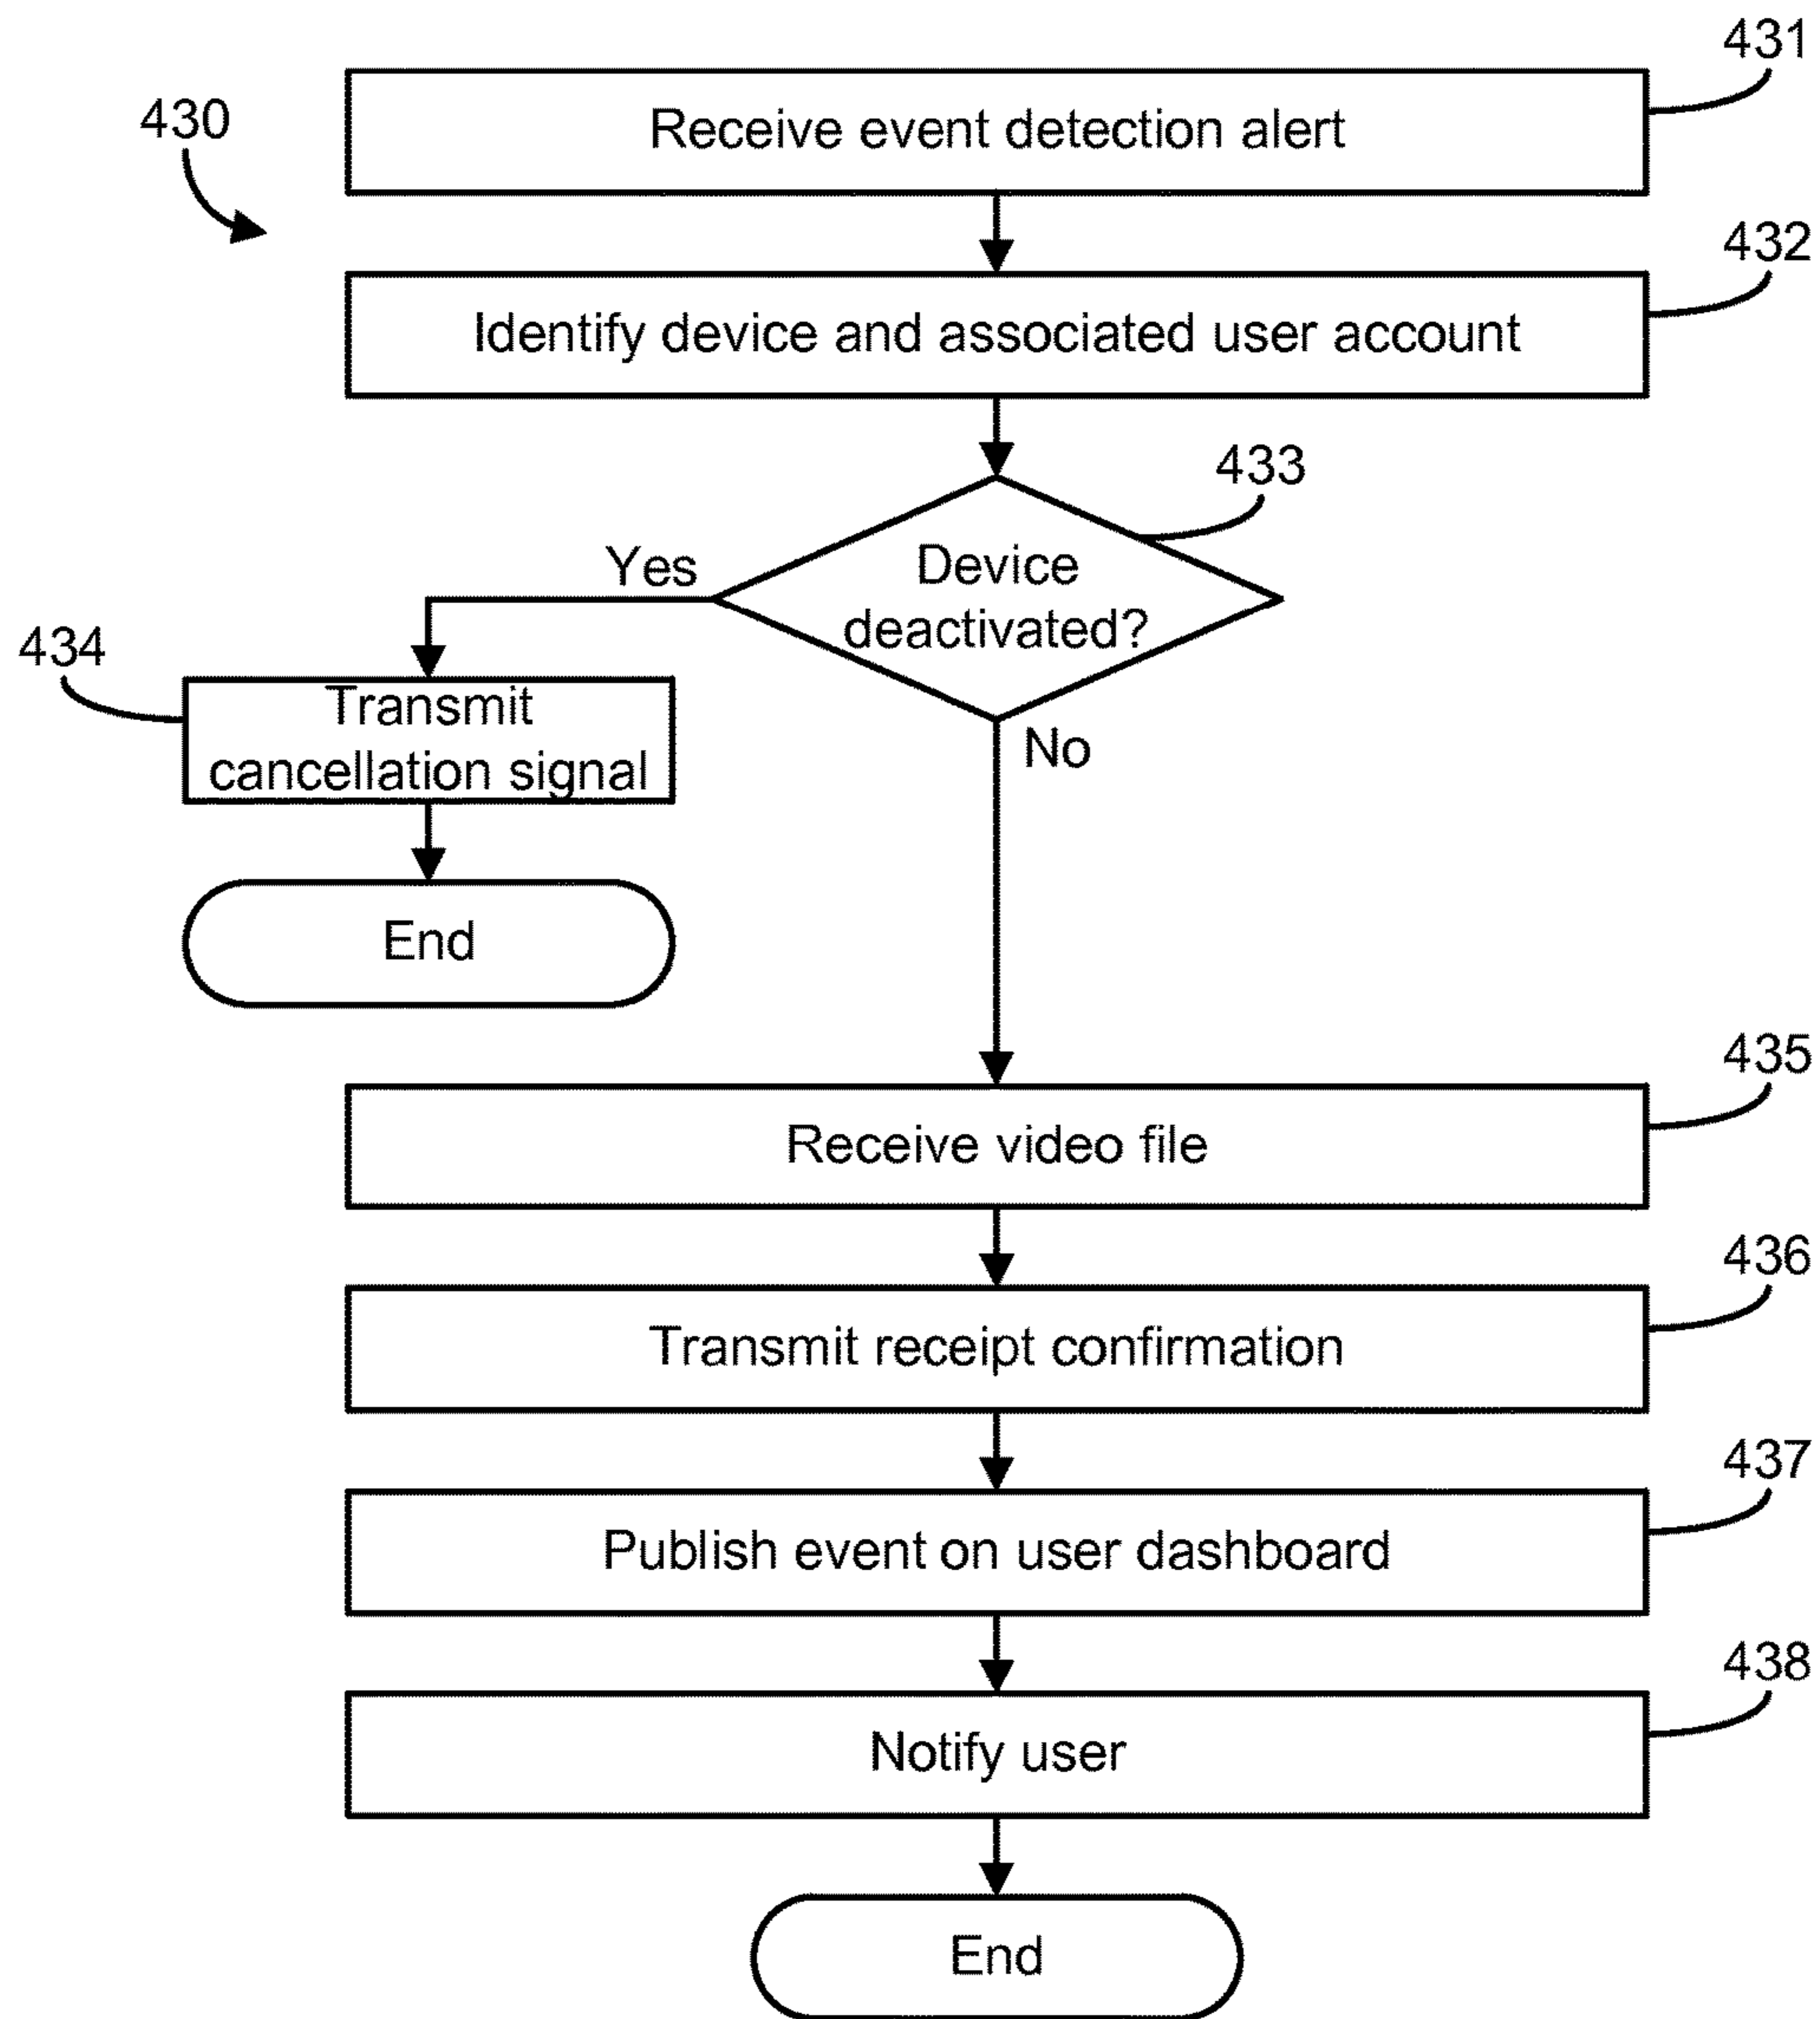 431
Receive event detection alert
430
432
Identify device and associated user account
433
Device
deactivated?
Yes
No
434
Transmit
cancellation signal
End
435
Receive video file
436
Transmit receipt confirmation
437
Publish event on user dashboard
438
Notify user
End